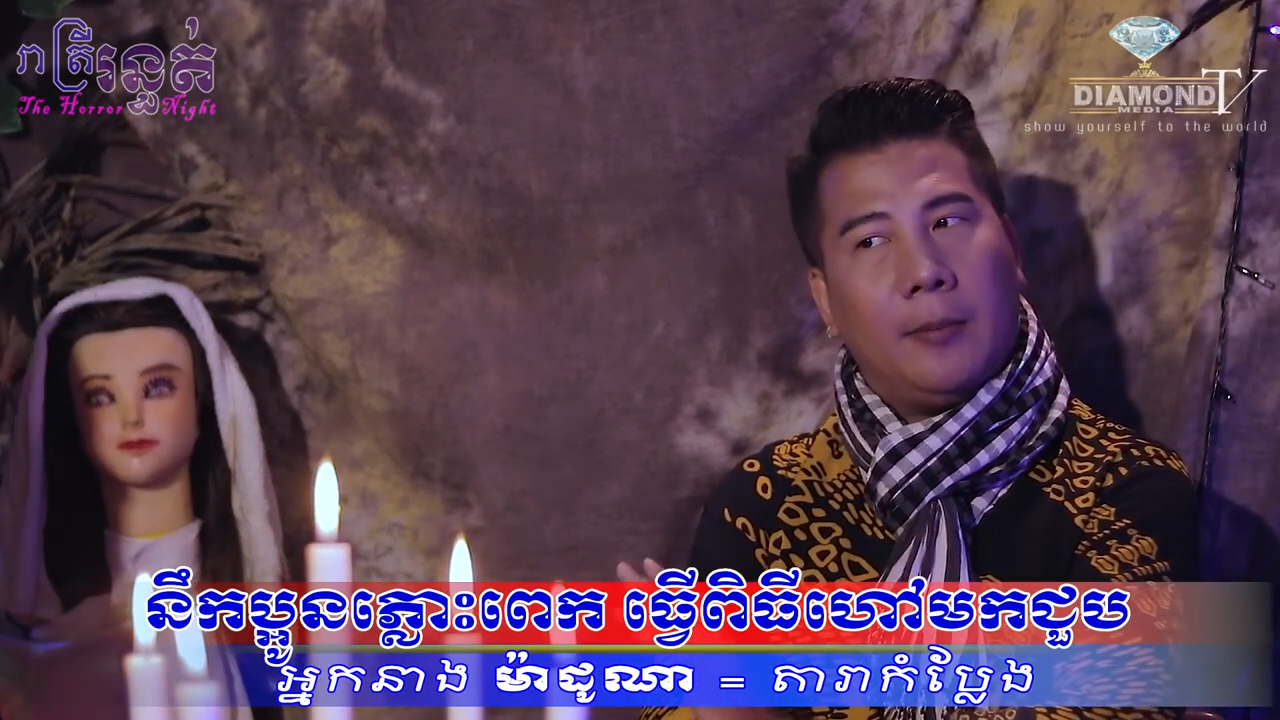 រាត្រីរន្ធត់
The Horror Night
DIAMOND TV
MEDIA
show yourself to the world
នឹកប្អូនភ្លោះពេក ធ្វើពិធីហៅមកជួប
អ្នកនាង ម៉ាដូណា = តារាកំប្លែង